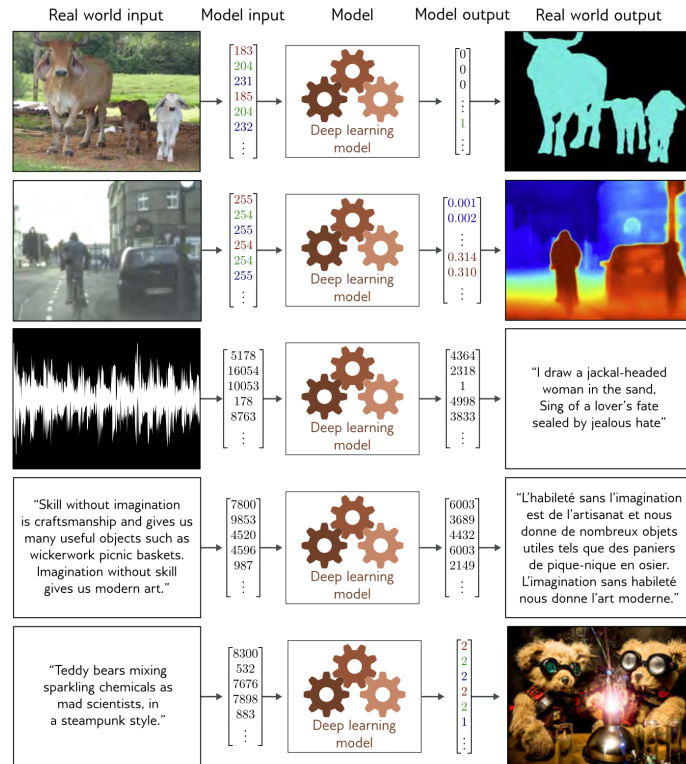 Real world input
Model input
Model
Model output
Real world output
183
204
231
185
204
232
⋮
Deep learning
model
0
0
0
⋮
1
⋮
255
254
255
254
254
255
⋮
Deep learning
model
0.001
0.002
⋮
0.314
0.310
⋮
5178
16054
10053
178
8763
⋮
Deep learning
model
4364
2318
1
4998
3833
⋮
“I draw a jackal-headed
woman in the sand,
Sing of a lover’s fate
sealed by jealous hate”
“Skill without imagination
is craftsmanship and gives us
many useful objects such as
wickerwork picnic baskets.
Imagination without skill
gives us modern art.”
7800
9853
4520
4596
987
⋮
Deep learning
model
6003
3689
4432
6003
2149
⋮
“L’habileté sans l’imagination
est de l’artisanat et nous
donne de nombreux objets
utiles tels que des paniers
de pique-nique en osier.
L’imagination sans habileté
nous donne l’art moderne.”
“Teddy bears mixing
sparkling chemicals as
mad scientists, in
a steampunk style.”
8300
532
7676
7898
883
⋮
Deep learning
model
2
2
2
2
2
1
⋮